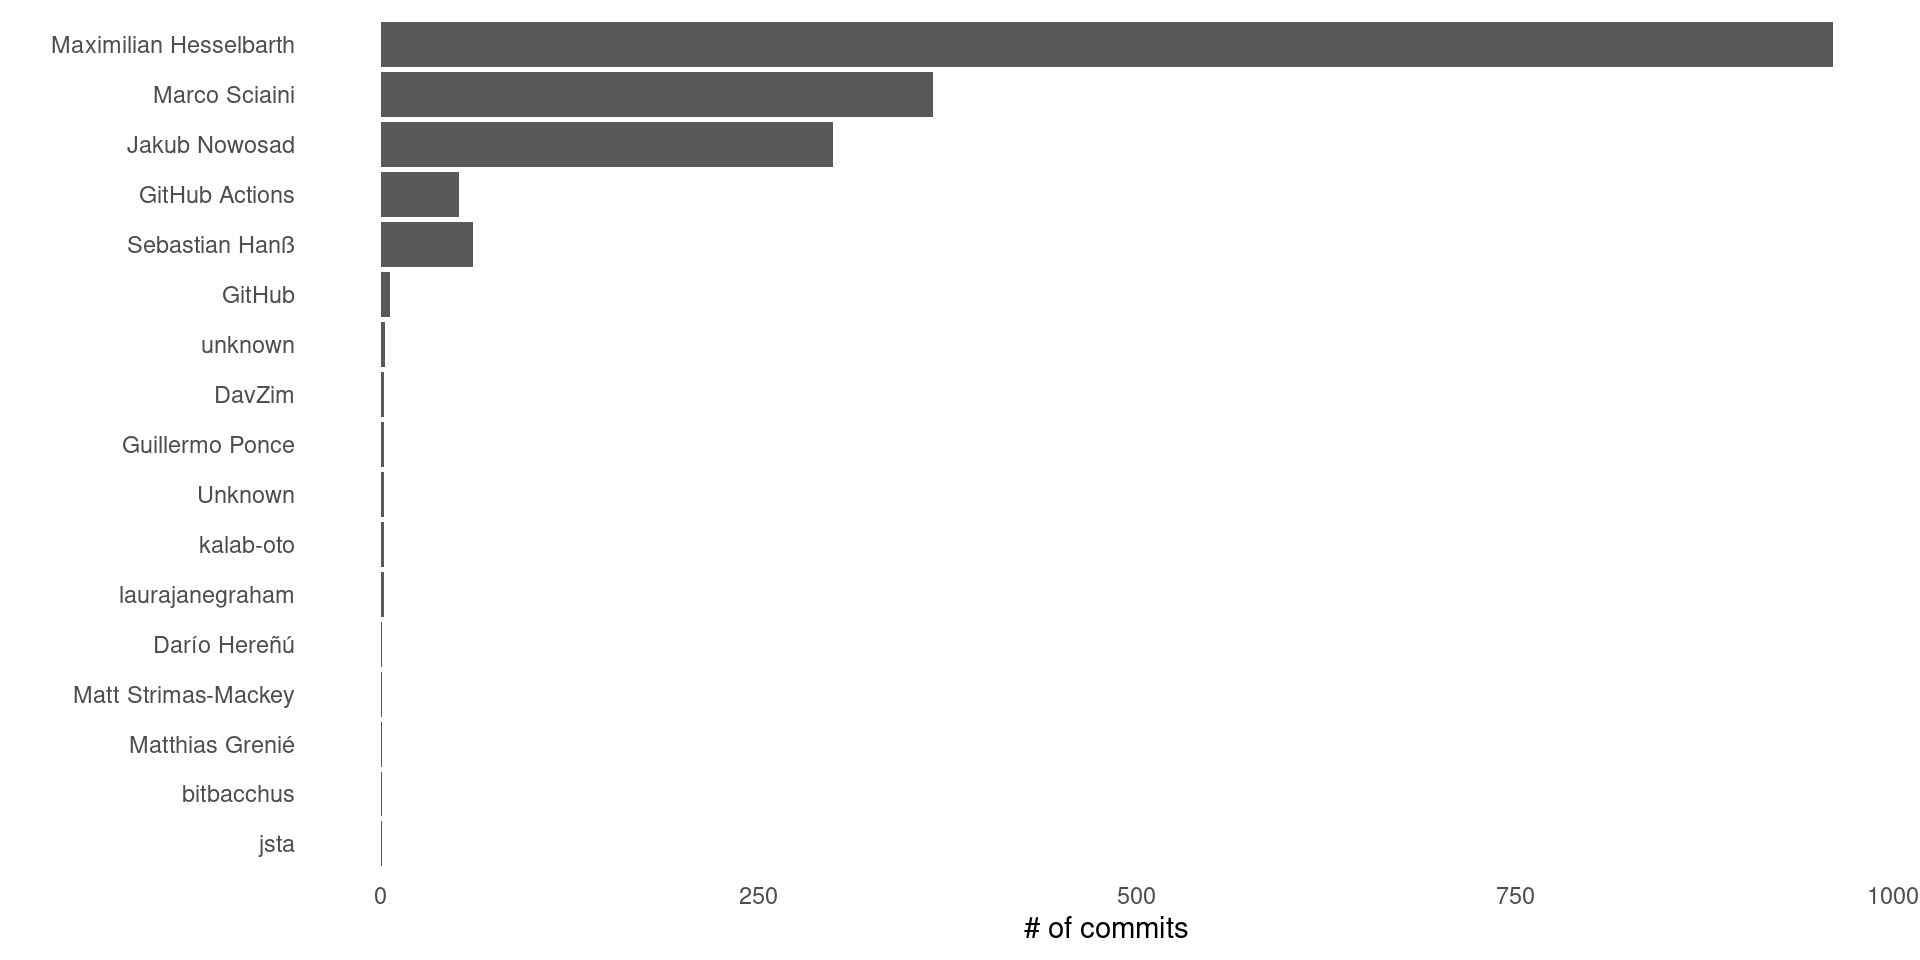 Maximilian Hesselbarth
Marco Sciaini
Jakub Nowosad
GitHub Actions
Sebastian Hanß
GitHub
unknown
DavZim
Guillermo Ponce
Unknown
kalab-oto
laurajanegraham
Darío Hereñú
Matt Strimas-Mackey
Matthias Grenié
bitbacchus
jsta
0 250 500 750 1000
# of commits